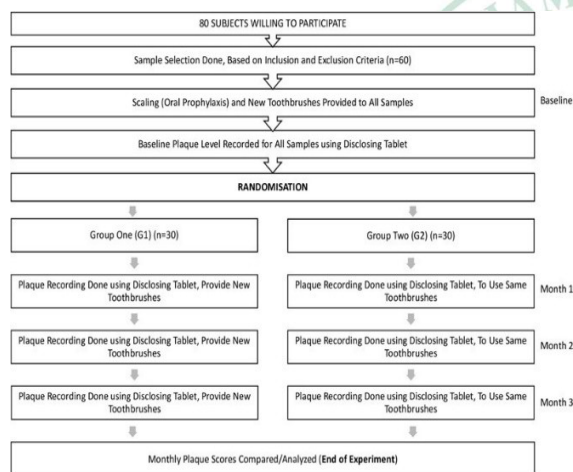 80 SUBJECTS WILLING TO PARTICIPATE
Sample Selection Done, Based on Inclusion and Exclusion Criteria (n=60)
Scaling (Oral Prophylaxis) and New Toothbrushes Provided to All Samples
Baseline
Baseline Plaque Level Recorded for All Samples using Disclosing Tablet
RANDOMISATION
Group One (G1) (n=30)
Group Two (G2) (n=30)
Plaque Recording Done using Disclosing Tablet, Provide New
Toothbrushes
Plaque Recording Done using Disclosing Tablet, To Use Same
Toothbrushes
Month 1
Plaque Recording Done using Disclosing Tablet, Provide New
Toothbrushes
Plaque Recording Done using Disclosing Tablet, To Use Same
Toothbrushes
Month 2
Plaque Recording Done using Disclosing Tablet, Provide New
Toothbrushes
Plaque Recording Done using Disclosing Tablet, To Use Same
Toothbrushes
Month 3
Monthly Plaque Scores Compared/Analyzed (End of Experiment)